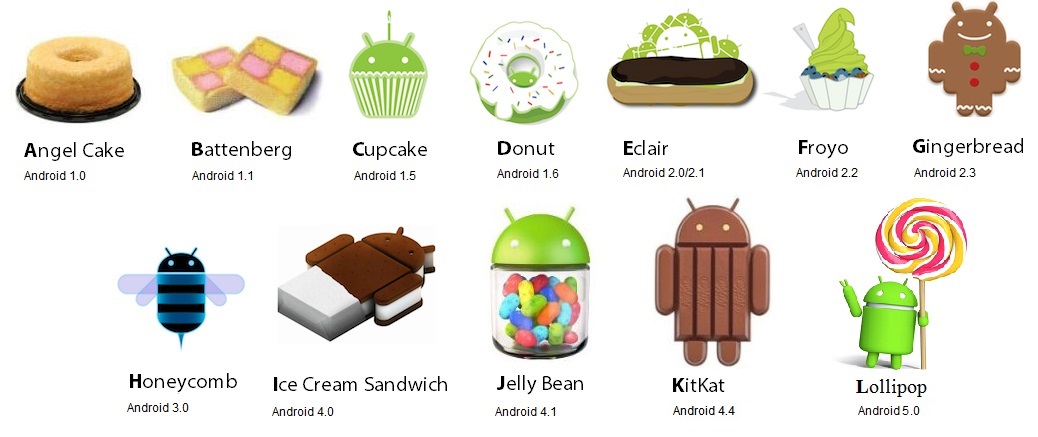 Angel Cake
Android 1.0
Battenberg
Android 1.1
Cupcake
Android 1.5
Donut
Android 1.6
Eclair
Android 2.0/2.1
Froyo
Android 2.2
Gingerbread
Android 2.3
Honeycomb
Android 3.0
Ice Cream Sandwich
Android 4.0
Jelly Bean
Android 4.1
KitKat
Android 4.4
Lollipop
Android 5.0